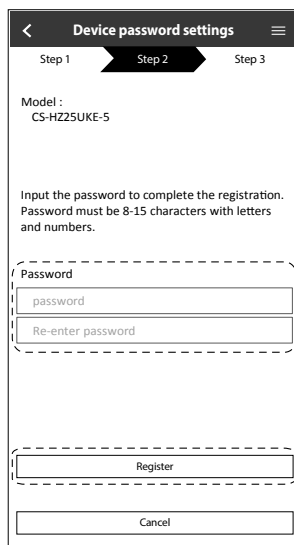 Device password settings
Step 1 Step 2 Step 3
Model :
CS-HZ25UKE-5
Input the password to complete the registration.
Password must be 8-15 characters with letters
and numbers.
Password
password
Re-enter password
Register
Cancel